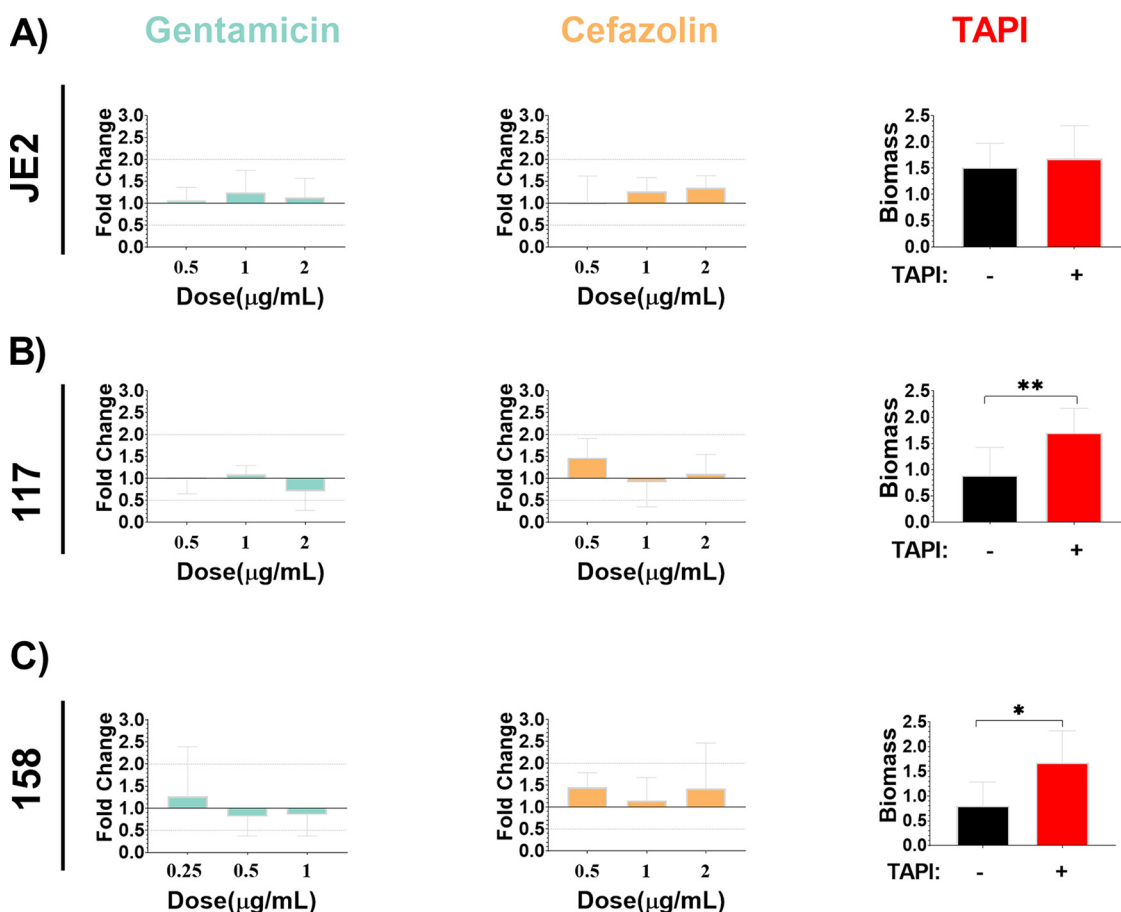 A)
Gentamicin
Cefazolin
TAPI
JE2
Fold Change
3.0
2.5
2.0
1.5
1.0
0.5
0.0
0.5 1 2
Dose(μg/mL)
Fold Change
3.0
2.5
2.0
1.5
1.0
0.5
0.0
0.5 1 2
Dose(μg/mL)
Biomass
2.5
2.0
1.5
1.0
0.5
0.0
TAPI: - +
B)
117
Fold Change
3.0
2.5
2.0
1.5
1.0
0.5
0.0
0.5 1 2
Dose(μg/mL)
Fold Change
3.0
2.5
2.0
1.5
1.0
0.5
0.0
0.5 1 2
Dose(μg/mL)
**
Biomass
2.5
2.0
1.5
1.0
0.5
0.0
TAPI: - +
C)
158
Fold Change
3.0
2.5
2.0
1.5
1.0
0.5
0.0
0.25 0.5 1
Dose(μg/mL)
Fold Change
3.0
2.5
2.0
1.5
1.0
0.5
0.0
0.5 1 2
Dose(μg/mL)
*
Biomass
2.5
2.0
1.5
1.0
0.5
0.0
TAPI: - +